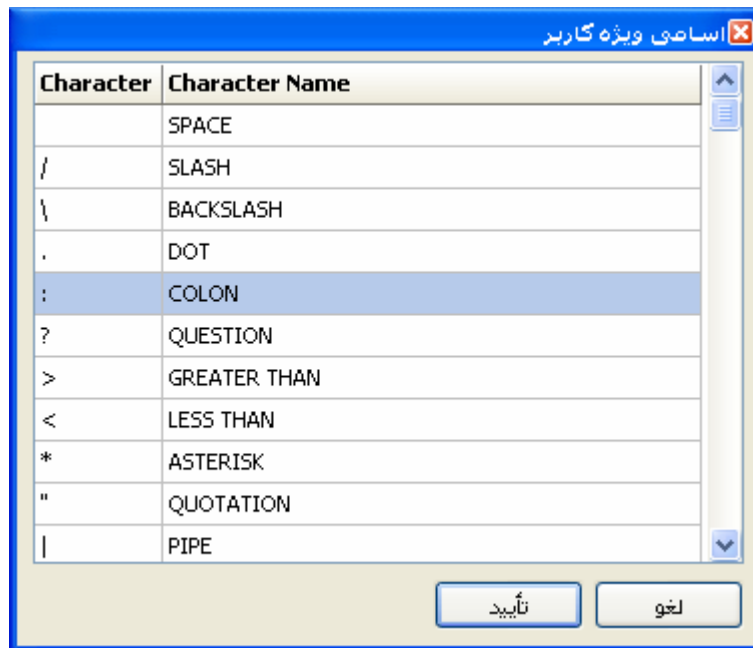 اسامی ویژه کاربر
Character Character Name
SPACE
/ SLASH
\ BACKSLASH
. DOT
: COLON
? QUESTION
> GREATER THAN
< LESS THAN
* ASTERISK
" QUOTATION
| PIPE
تأیید لغو